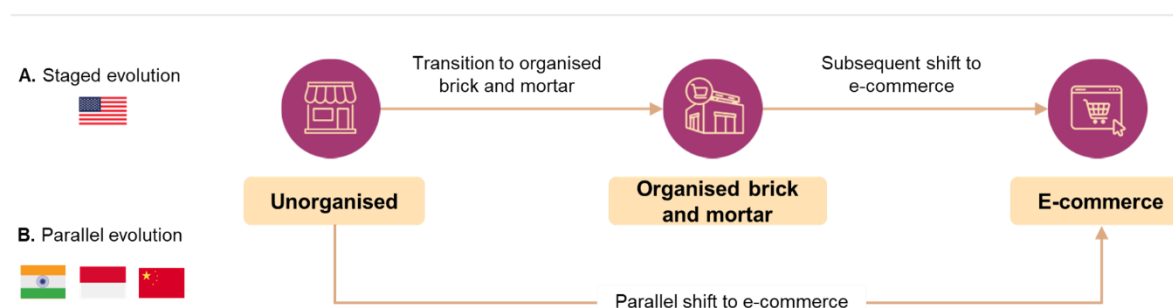 A. Staged evolution
Transition to organised
brick and mortar
Subsequent shift to
e-commerce
Unorganised
Organised brick
and mortar
E-commerce
B. Parallel evolution
Parallel shift to e-commerce